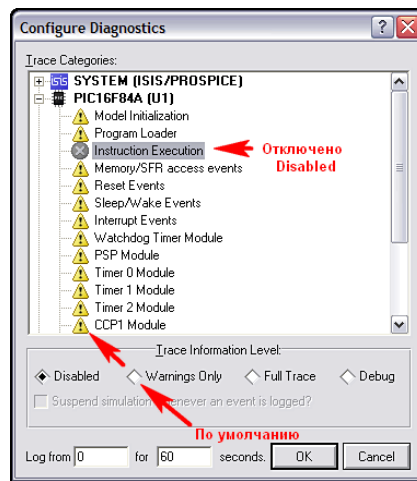 Configure Diagnostics
Trace Categories:
SYSTEM (ISIS/PROSPICE)
PIC16F84A (U1)
Model Initialization
Program Loader
Instruction Execution
Отключено
Disabled
Memory/SFR access events
Reset Events
Sleep/Wake Events
Interrupt Events
Watchdog Timer Module
PSP Module
Timer 0 Module
Timer 1 Module
Timer 2 Module
CCP1 Module
Trace Information Level:
Disabled Warnings Only Full Trace Debug
Suspend simulation whenever an event is logged?
По умолчанию
Log from 0 for 60 seconds. OK Cancel